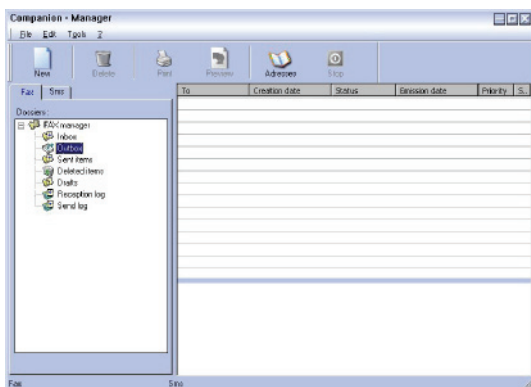 Companion - Manager
File Edit Tools ?
New Delete Print Preview Adresses Stop
Fax Sms
To Creation date Status Emission date Priority S...
Dossiers :
FAX manager
Inbox
Outbox
Sent items
Deleted items
Drafts
Reception log
Send log
Fax Sms